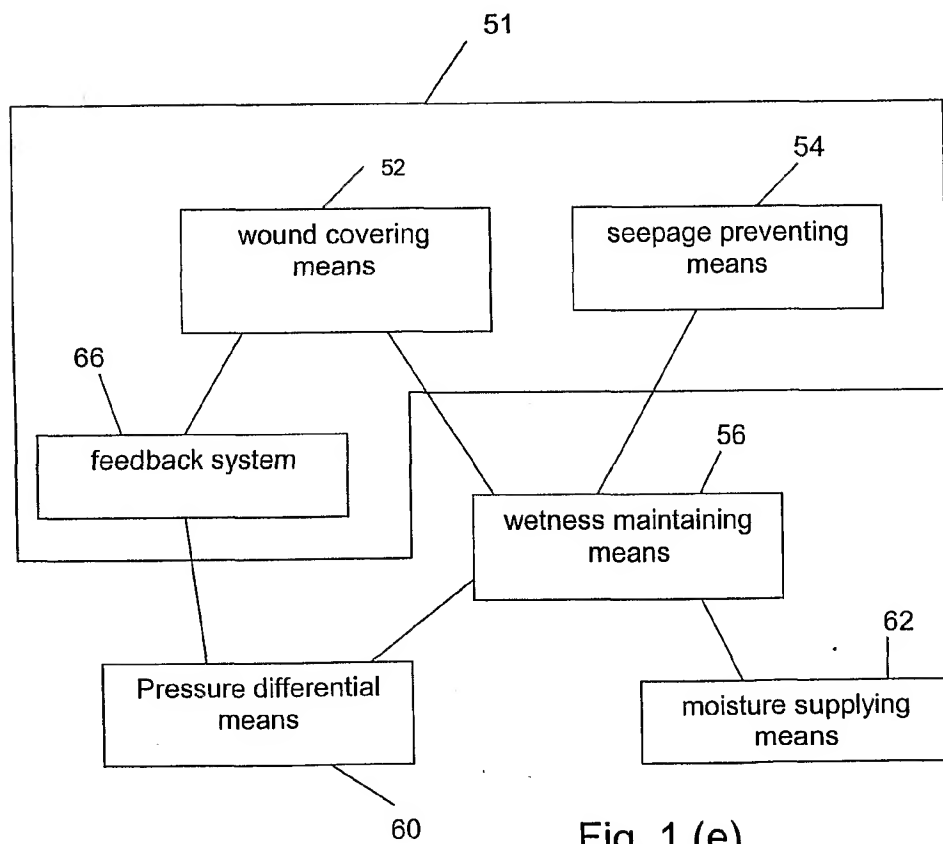 51
52
54
wound covering
means
seepage preventing
means
66
feedback system
56
wetness maintaining
means
62
Pressure differential
means
moisture supplying
means
60
Fig. 1 (e)